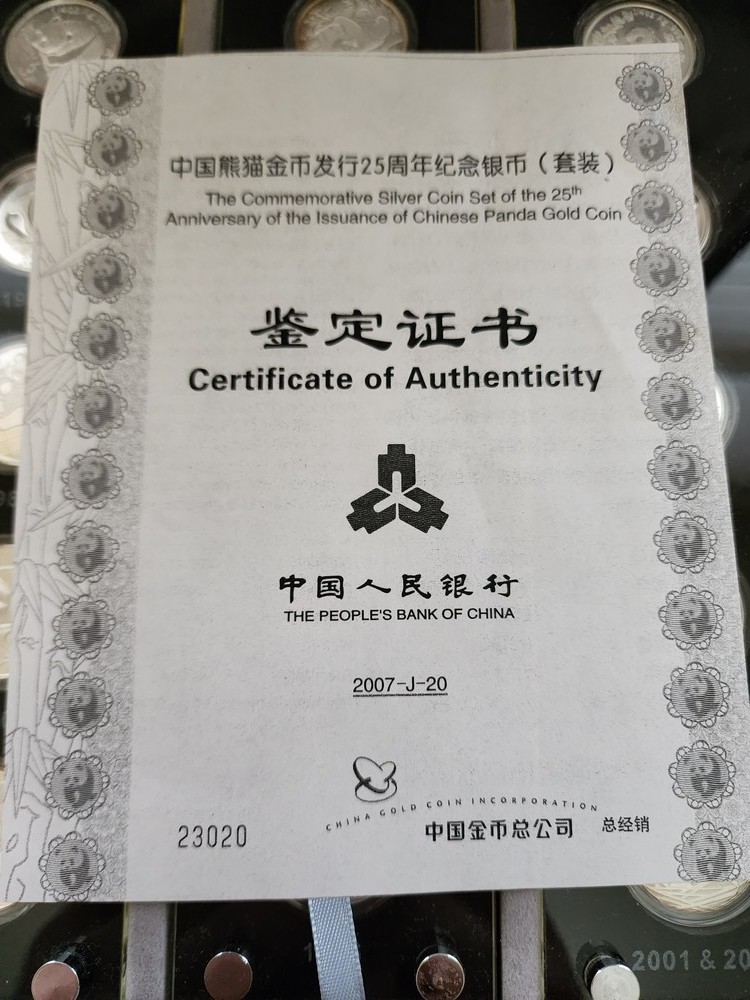 中国熊猫金币发行25周年纪念银币（套装）
The Commemorative Silver Coin Set of the 25th
Anniversary of the Issuance of Chinese Panda Gold Coin
鉴定证书
Certificate of Authenticity
中国人民银行
THE PEOPLE'S BANK OF CHINA
2007-J-20
CHINA GOLD COIN INCORPORATION
中国金币总公司 总经销
23020
2001 & 20